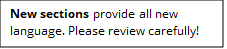 New sections provide all new
language. Please review carefully!